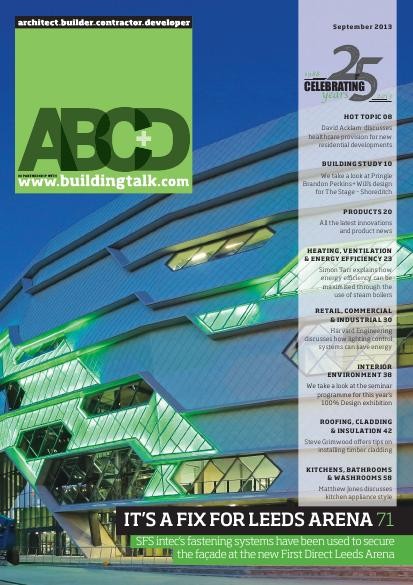 architect.builder.contractor.developer
ABC+D
IN PARTNERSHIP WITH
www.buildingtalk.com
September 2013
1988
25
CELEBRATING
years
2013
HOT TOPIC 08
David Acklam discusses
healthcare provision for new
residential developments
BUILDING STUDY 10
We take a look at Pringle
Brandon Perkins+Will's design
for The Stage - Shoreditch
PRODUCTS 20
All the latest innovations
and product news
HEATING, VENTILATION
& ENERGY EFFICIENCY 23
Simon Tarr explains how
energy efficiency can be
maximised through the
use of steam boilers
RETAIL, COMMERCIAL
& INDUSTRIAL 30
Harvard Engineering
discusses how lighting control
systems can save energy
INTERIOR
ENVIRONMENT 38
We take a look at the seminar
programme for this year's
100% Design exhibition
ROOFING, CLADDING
& INSULATION 42
Steve Grimwood offers tips on
installing timber cladding
KITCHENS, BATHROOMS
& WASHROOMS 58
Matthew Jones discusses
kitchen appliance style
IT'S A FIX FOR LEEDS ARENA 71
SFS intec's fastening systems have been used to secure
the façade at the new First Direct Leeds Arena